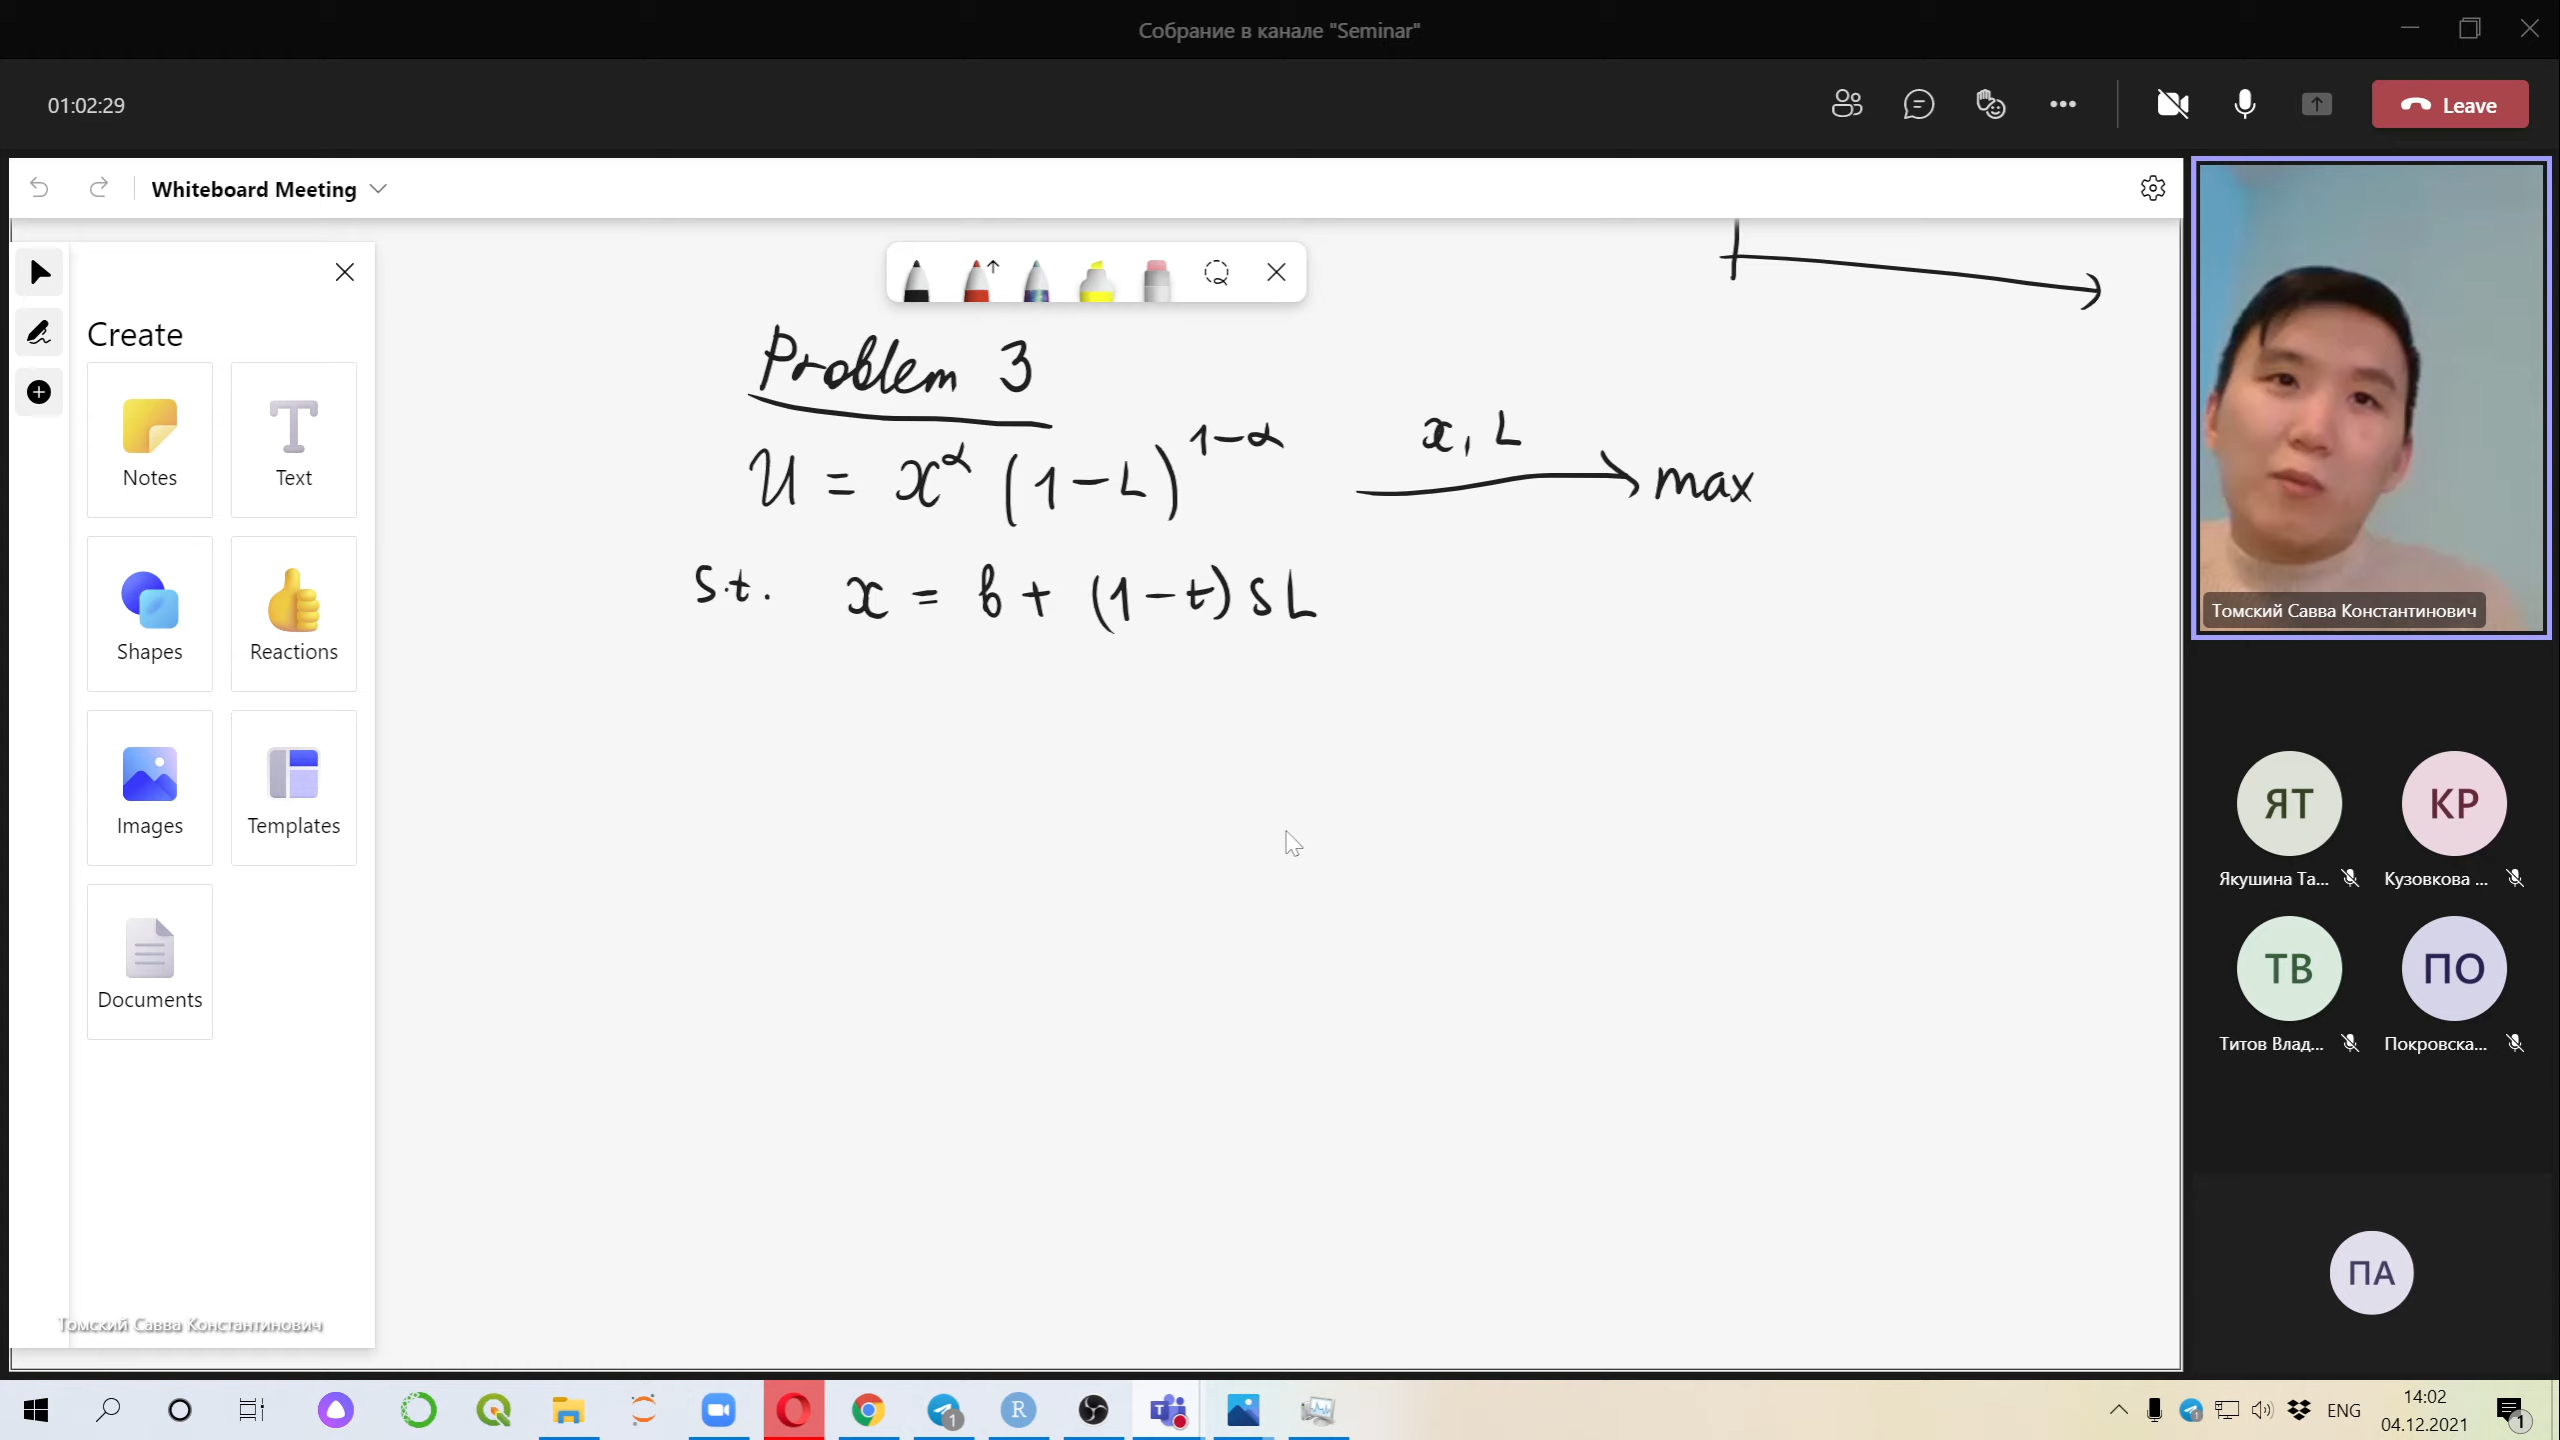 Собрание в канале "Seminar"
01:02:29
Leave
Whiteboard Meeting
Create
Notes
Text
Shapes
Reactions
Images
Templates
Documents
Томский Савва Константинович
Problem 3
U = x^α (1-L)^{1-α} x, L → max
s.t. x = b + (1-t) s L
Томский Савва Константинович
ЯТ
КР
Якушина Та...
Кузовкова ...
ТВ
ПО
Титов Влад...
Покровска...
ПА
1
R
T
ENG
14:02
04.12.2021
1